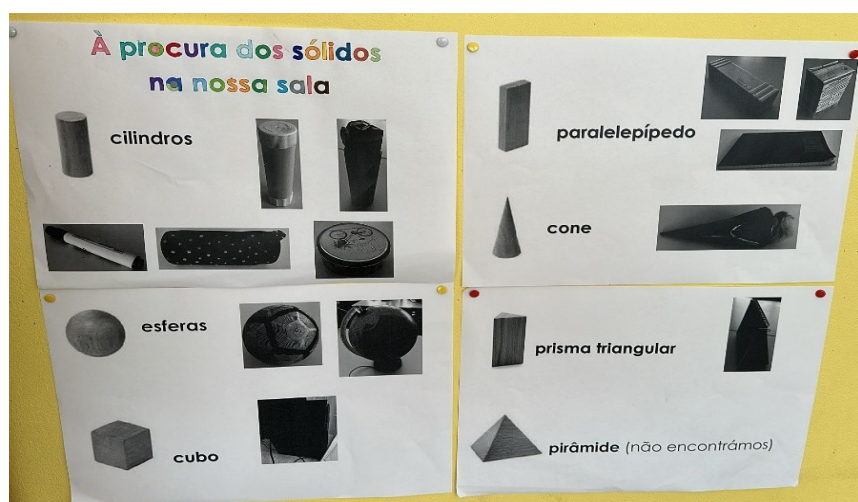 À procura dos sólidos
na nossa sala
cilindros
paralelepípedo
cone
esferas
cubo
prisma triangular
pirâmide (não encontrámos)